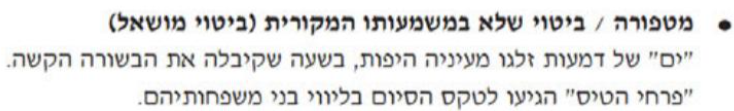 • מטפורה / ביטוי שלא במשמעותו המקורית (ביטוי מושאל)
"ים" של דמעות זלגו מעיניה היפות, בשעה שקיבלה את הבשורה הקשה.
"פרחי הטיס" הגיעו לטקס הסיום בליווי בני משפחותיהם.